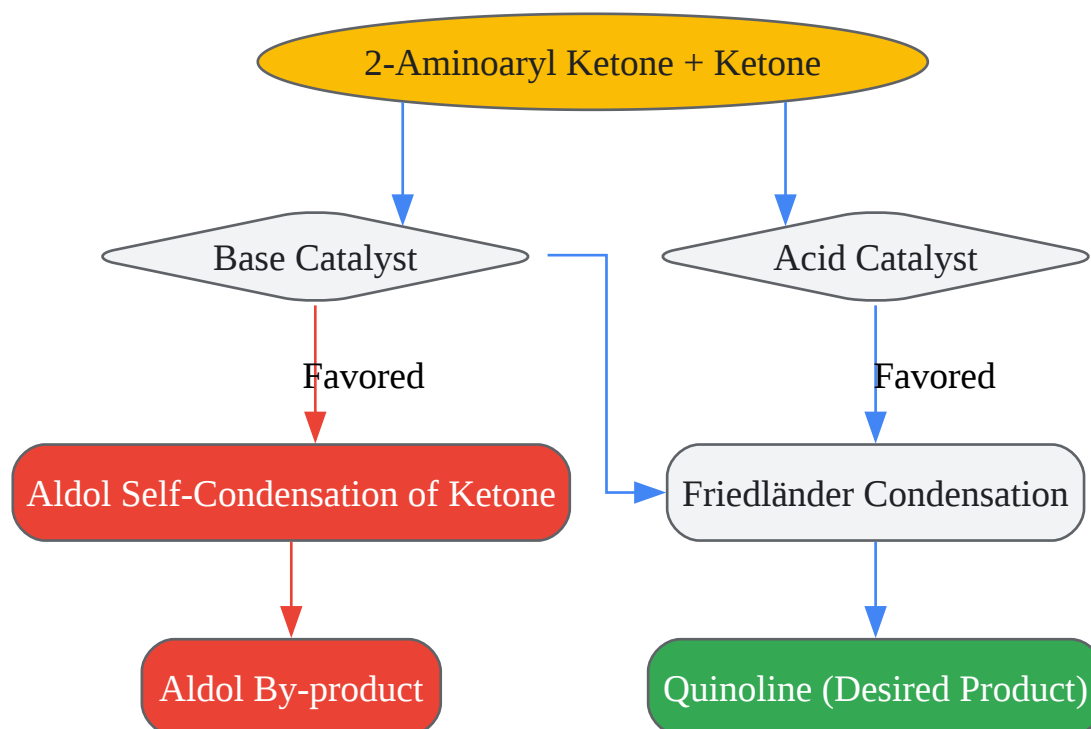 2-Aminoaryl Ketone + Ketone
Base Catalyst
Acid Catalyst
Favored
Favored
Aldol Self-Condensation of Ketone
Friedländer Condensation
Aldol By-product
Quinoline (Desired Product)